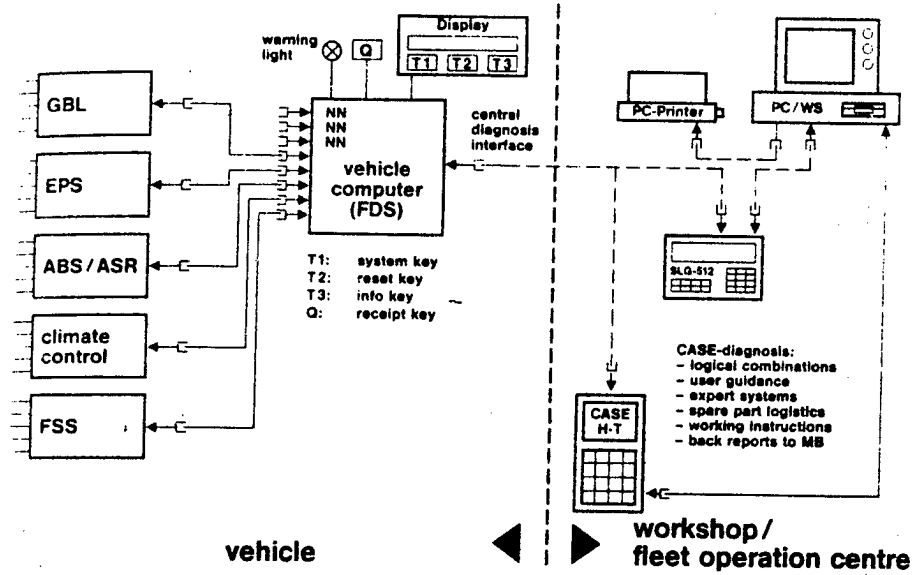 Display
warning
light
Q
T1 T2 T3
GBL
EPS
ABS / ASR
climate
control
FSS
NN
NN
NN
vehicle
computer
(FDS)
central
diagnosis
interface
T1: system key
T2: reset key
T3: info key
Q: receipt key
vehicle
PC-Printer
PC/WS
SLG-512
CASE
H-T
CASE-diagnosis:
– logical combinations
– user guidance
– expert systems
– spare part logistics
– working instructions
– back reports to MB
workshop /
fleet operation centre